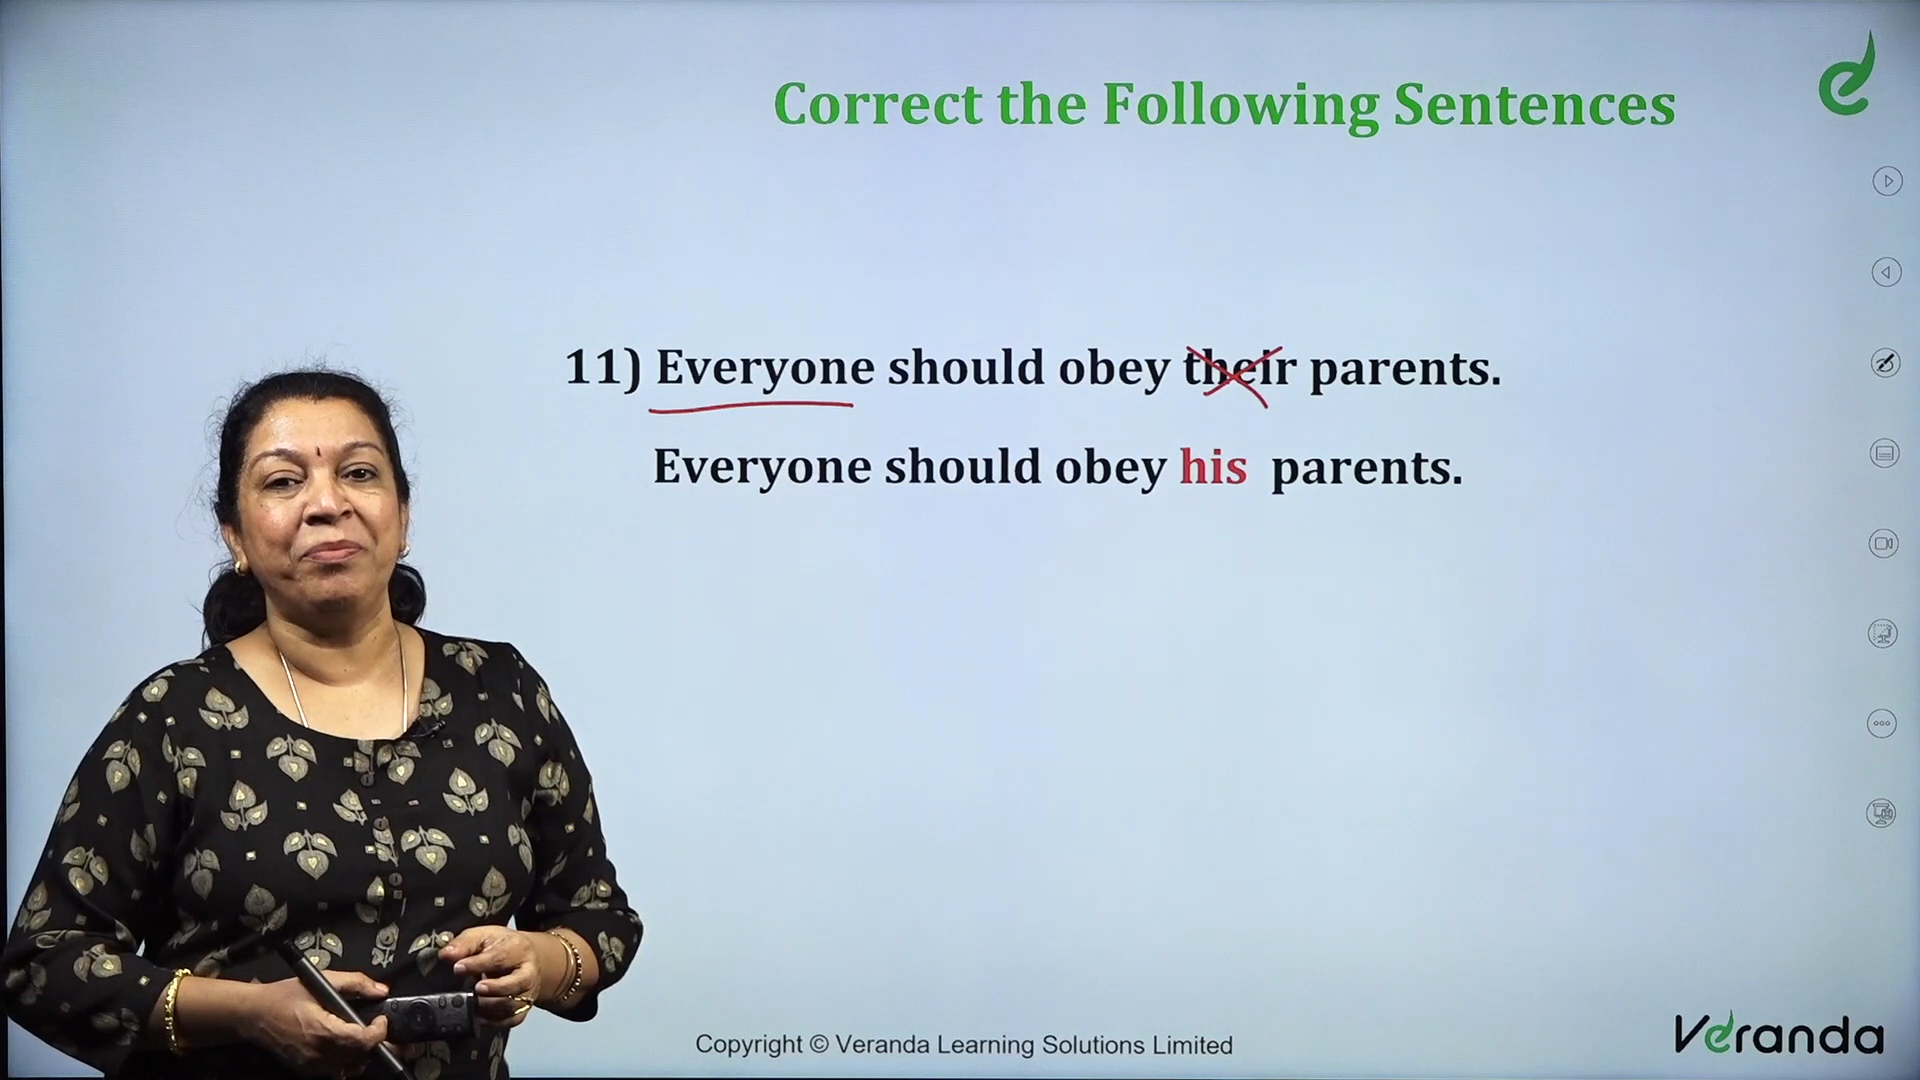 Correct the Following Sentences
11) Everyone should obey their parents.
Everyone should obey his parents.
Copyright © Veranda Learning Solutions Limited
Veranda